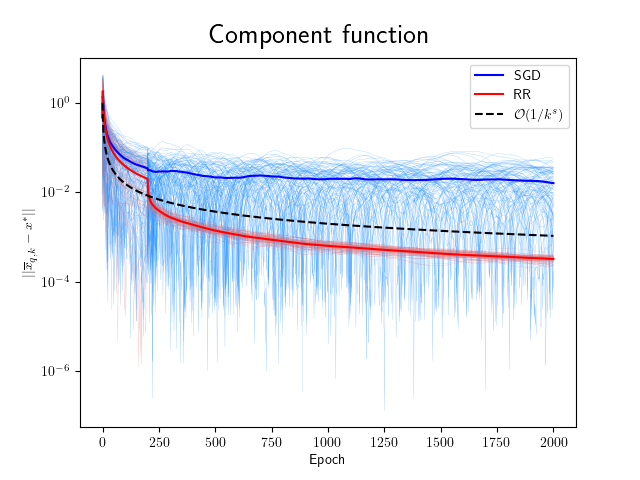 Component function
SGD
RR
𝒪(1/k^s)
||x̅_{q,k} − x*||
10^0
10^{−2}
10^{−4}
10^{−6}
0 250 500 750 1000 1250 1500 1750 2000
Epoch